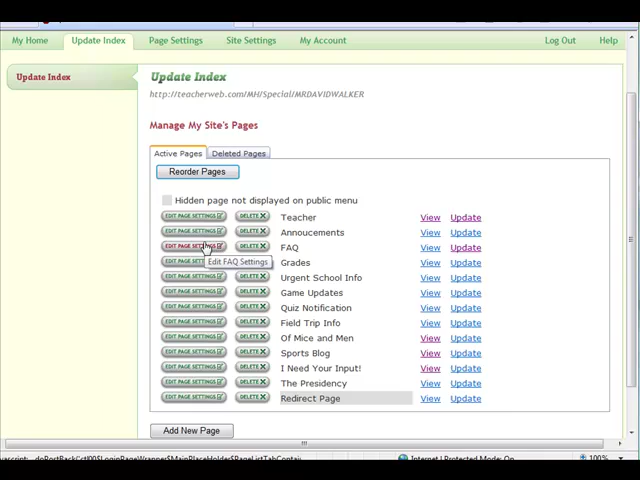 My Home Update Index Page Settings Site Settings My Account Log Out Help
Update Index
Update Index
http://teacherweb.com/MH/Special/MRDAVIDWALKER
Manage My Site's Pages
Active Pages Deleted Pages
Reorder Pages
Hidden page not displayed on public menu
EDIT PAGE SETTINGS DELETE Teacher View Update
EDIT PAGE SETTINGS DELETE Annoucements View Update
EDIT PAGE SETTINGS DELETE FAQ View Update
EDIT PAGE SETT Edit FAQ Settings Grades View Update
EDIT PAGE SETTINGS DELETE Urgent School Info View Update
EDIT PAGE SETTINGS DELETE Game Updates View Update
EDIT PAGE SETTINGS DELETE Quiz Notification View Update
EDIT PAGE SETTINGS DELETE Field Trip Info View Update
EDIT PAGE SETTINGS DELETE Of Mice and Men View Update
EDIT PAGE SETTINGS DELETE Sports Blog View Update
EDIT PAGE SETTINGS DELETE I Need Your Input! View Update
EDIT PAGE SETTINGS DELETE The Presidency View Update
EDIT PAGE SETTINGS DELETE Redirect Page View Update
Add New Page
Internet | Protected Mode: On 100%